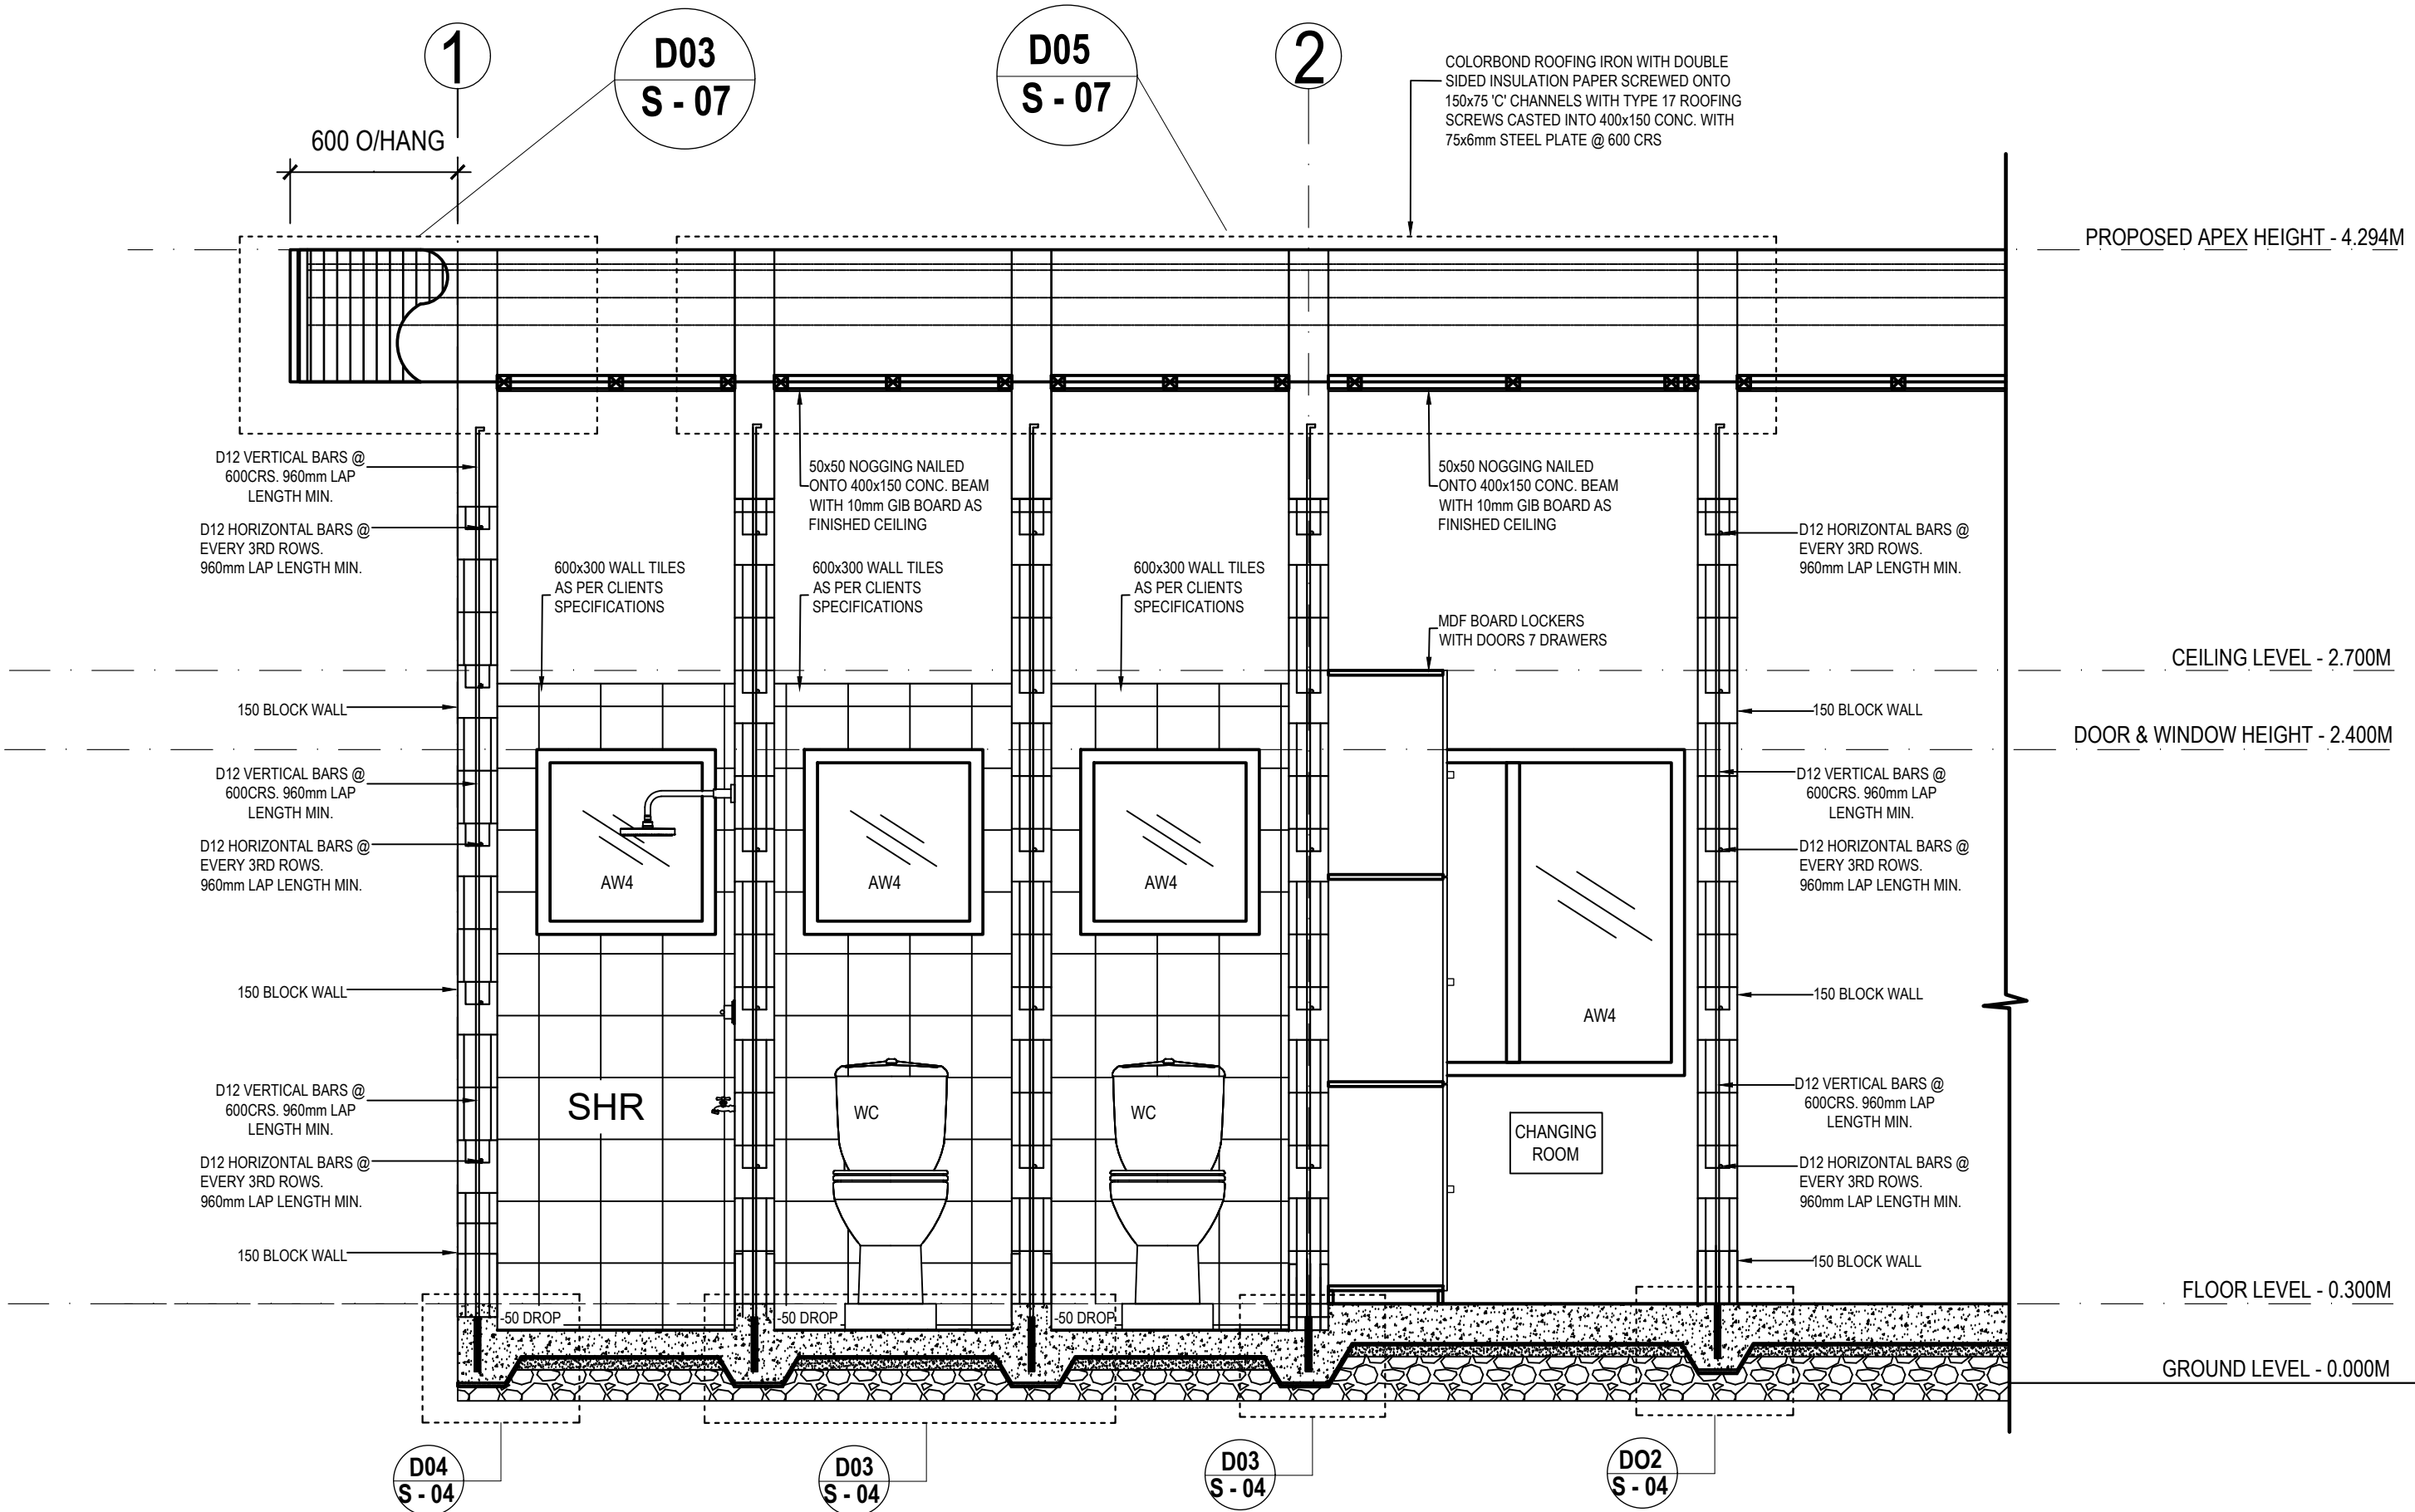 1
D03
S - 07
D05
S - 07
2
COLORBOND ROOFING IRON WITH DOUBLE
SIDED INSULATION PAPER SCREWED ONTO
150x75 'C' CHANNELS WITH TYPE 17 ROOFING
SCREWS CASTED INTO 400x150 CONC. WITH
75x6mm STEEL PLATE @ 600 CRS
600 O/HANG
PROPOSED APEX HEIGHT - 4.294M
D12 VERTICAL BARS @
600CRS. 960mm LAP
LENGTH MIN.
D12 HORIZONTAL BARS @
EVERY 3RD ROWS.
960mm LAP LENGTH MIN.
50x50 NOGGING NAILED
ONTO 400x150 CONC. BEAM
WITH 10mm GIB BOARD AS
FINISHED CEILING
50x50 NOGGING NAILED
ONTO 400x150 CONC. BEAM
WITH 10mm GIB BOARD AS
FINISHED CEILING
D12 HORIZONTAL BARS @
EVERY 3RD ROWS.
960mm LAP LENGTH MIN.
600x300 WALL TILES
AS PER CLIENTS
SPECIFICATIONS
600x300 WALL TILES
AS PER CLIENTS
SPECIFICATIONS
600x300 WALL TILES
AS PER CLIENTS
SPECIFICATIONS
MDF BOARD LOCKERS
WITH DOORS 7 DRAWERS
CEILING LEVEL - 2.700M
150 BLOCK WALL
150 BLOCK WALL
DOOR & WINDOW HEIGHT - 2.400M
D12 VERTICAL BARS @
600CRS. 960mm LAP
LENGTH MIN.
D12 VERTICAL BARS @
600CRS. 960mm LAP
LENGTH MIN.
D12 HORIZONTAL BARS @
EVERY 3RD ROWS.
960mm LAP LENGTH MIN.
AW4
AW4
AW4
D12 HORIZONTAL BARS @
EVERY 3RD ROWS.
960mm LAP LENGTH MIN.
150 BLOCK WALL
150 BLOCK WALL
AW4
D12 VERTICAL BARS @
600CRS. 960mm LAP
LENGTH MIN.
SHR
WC
WC
D12 VERTICAL BARS @
600CRS. 960mm LAP
LENGTH MIN.
CHANGING
ROOM
D12 HORIZONTAL BARS @
EVERY 3RD ROWS.
960mm LAP LENGTH MIN.
D12 HORIZONTAL BARS @
EVERY 3RD ROWS.
960mm LAP LENGTH MIN.
150 BLOCK WALL
150 BLOCK WALL
FLOOR LEVEL - 0.300M
-50 DROP
-50 DROP
-50 DROP
GROUND LEVEL - 0.000M
D04
S - 04
D03
S - 04
D03
S - 04
DO2
S - 04